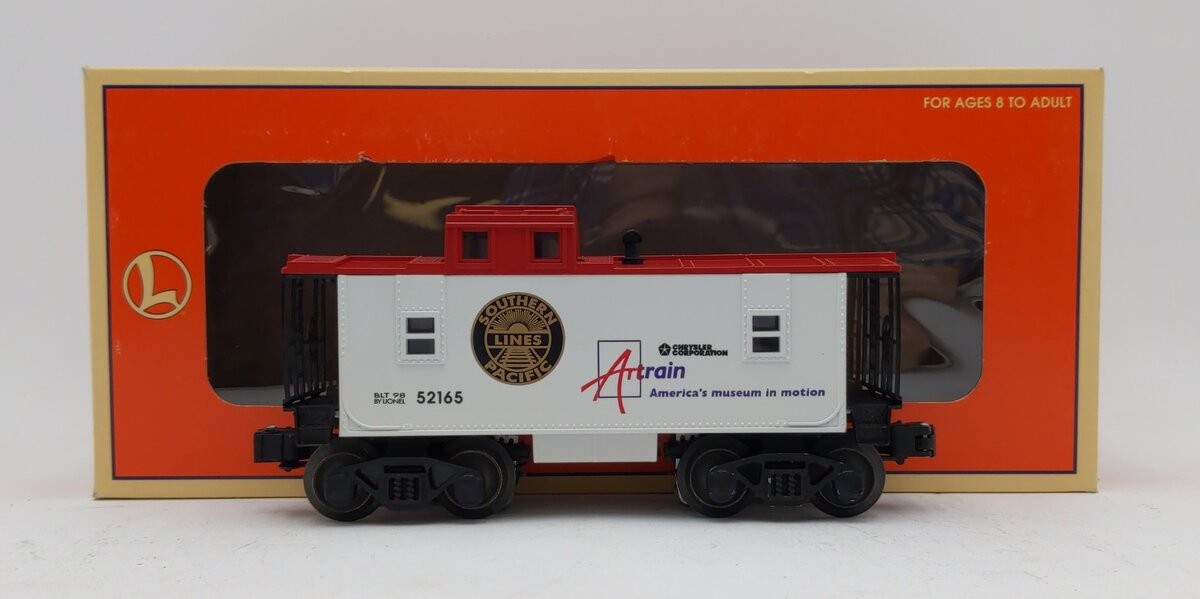 FOR AGES 8 TO ADULT
L
SOUTHERN
LINES
PACIFIC
CHRYSLER
CORPORATION
Artrain
America's museum in motion
BLT 98
BY LIONEL
52165